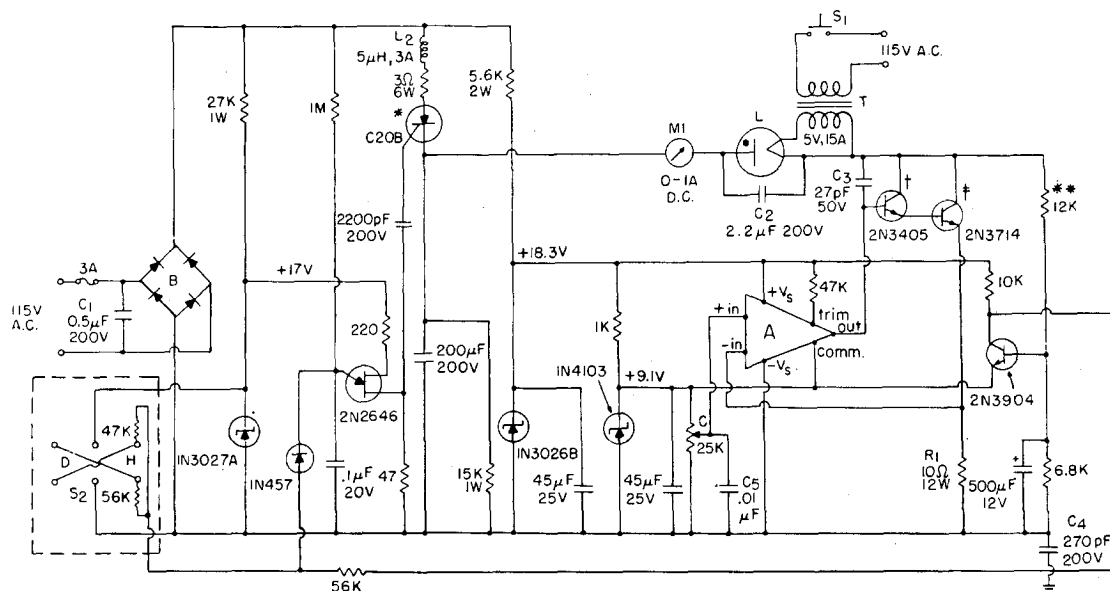 L2
5μH, 3A
3Ω
6W
*
C20B
27K
1W
1M
5.6K
2W
S1
115V A.C.
T
5V, 15A
L
M1
0-1A
D.C.
C2
2.2μF 200V
C3
27pF
50V
†
‡
2N3405
2N3714
**
12K
2200pF
200V
3A
B
115V
A.C.
C1
0.5μF
200V
+17V
220
2N2646
200μF
200V
+18.3V
1K
47K
+Vs
trim
+in
-in
A
out
Comm.
-Vs
10K
2N3904
1N4103
+9.1V
47K
D
H
S2
56K
1N3027A
1N457
.1μF
20V
47
15K
1W
1N3026B
45μF
25V
45μF
25V
C
25K
C5
.01
μF
R1
10Ω
12W
+
500μF
12V
6.8K
C4
270pF
200V
56K